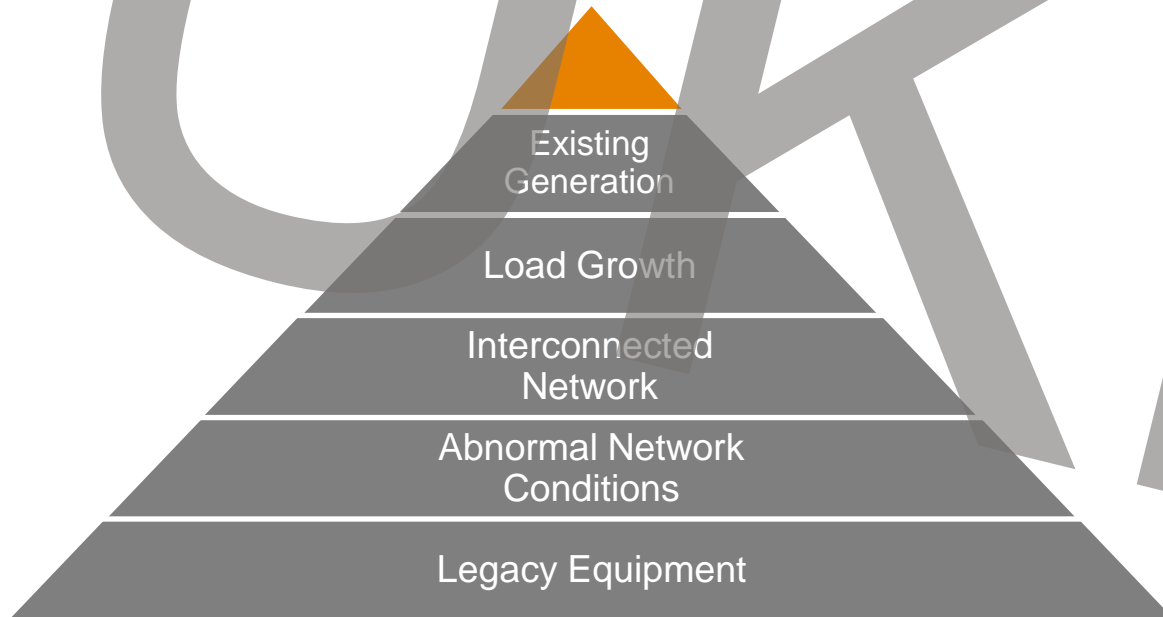 Existing
Generation
Load Growth
Interconnected
Network
Abnormal Network
Conditions
Legacy Equipment